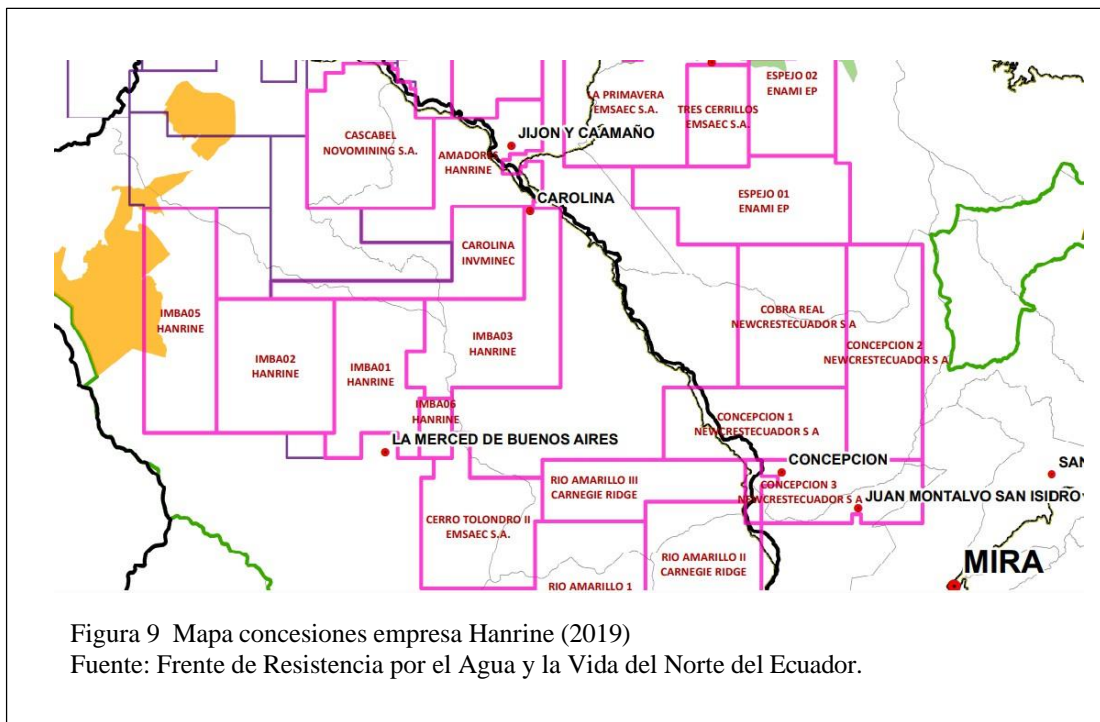 ESPEJO 02
ENAMI EP
LA PRIMAVERA
EMSAEC S.A.
TRES CERRILLOS
EMSAEC S.A.
CASCABEL
NOVOMINING S.A.
JIJON Y CAAMAÑO
AMADORES
HANRINE
CAROLINA
ESPEJO 01
ENAMI EP
CAROLINA
INVMINEC
IMBA05
HANRINE
IMBA02
HANRINE
IMBA01
HANRINE
IMBA03
HANRINE
COBRA REAL
NEWCRESTECUADOR S A
CONCEPCION 2
NEWCRESTECUADOR S A
IMBA06
HANRINE
CONCEPCION 1
NEWCRESTECUADOR S A
LA MERCED DE BUENOS AIRES
CONCEPCION
SAN
RIO AMARILLO III
CARNEGIE RIDGE
CONCEPCION 3
NEWCRESTECUADOR S A
JUAN MONTALVO SAN ISIDRO
CERRO TOLONDRO II
EMSAEC S.A.
RIO AMARILLO II
CARNEGIE RIDGE
MIRA
RIO AMARILLO 1
Figura 9 Mapa concesiones empresa Hanrine (2019)
Fuente: Frente de Resistencia por el Agua y la Vida del Norte del Ecuador.